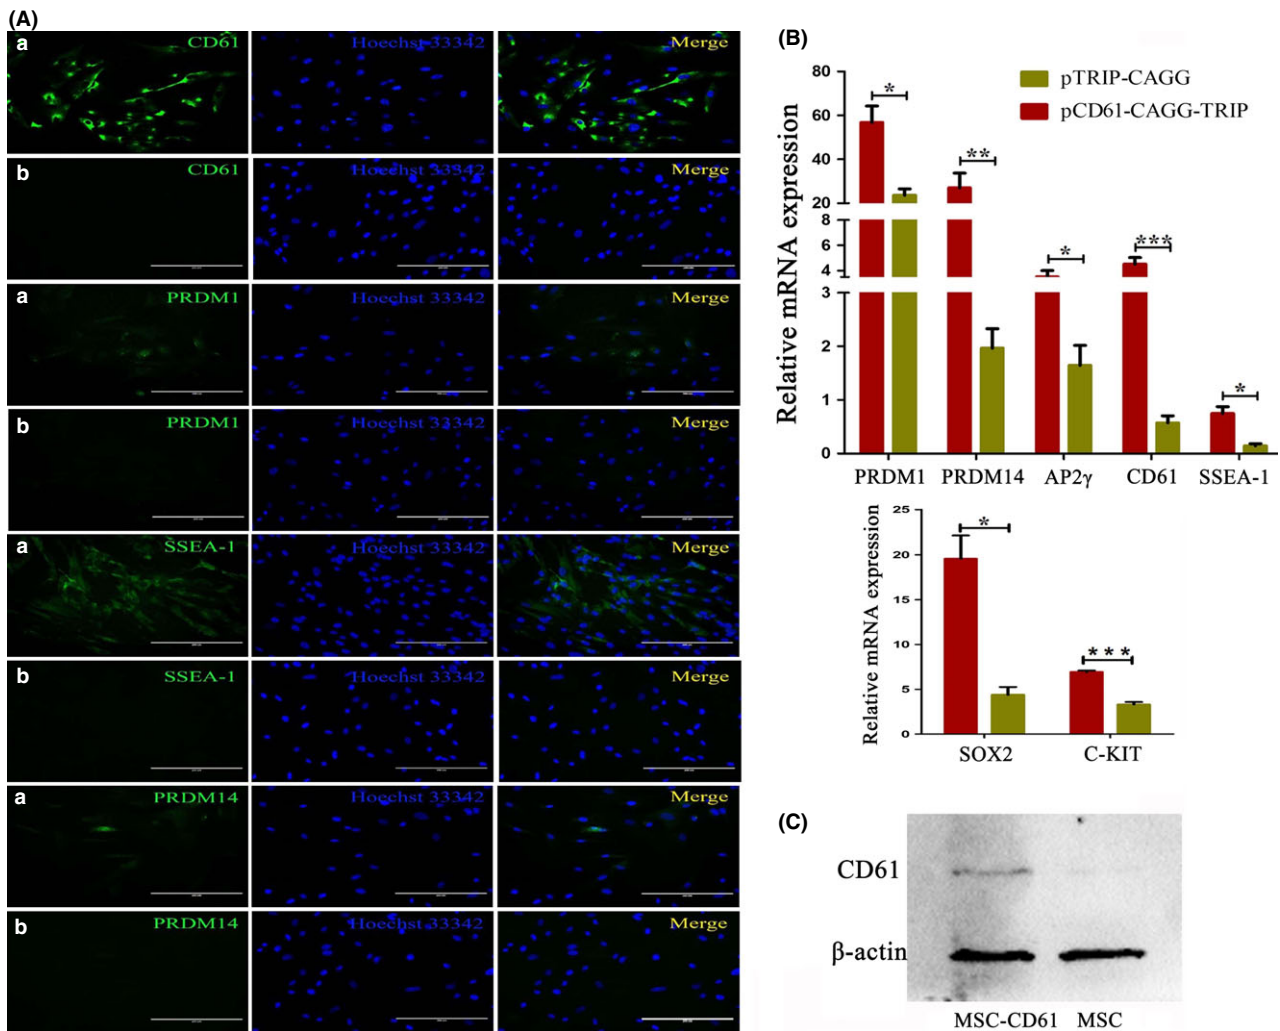 (A)
a CD61 Hoechst 33342 Merge
b CD61 Hoechst 33342 Merge
a PRDM1 Hoechst 33342 Merge
b PRDM1 Hoechst 33342 Merge
a SSEA-1 Hoechst 33342 Merge
b SSEA-1 Hoechst 33342 Merge
a PRDM14 Hoechst 33342 Merge
b PRDM14 Hoechst 33342 Merge
(B)
pTRIP-CAGG
pCD61-CAGG-TRIP
Relative mRNA expression
80
60
40
20
8
6
4
3
2
1
0
* ** * *** *
PRDM1 PRDM14 AP2γ CD61 SSEA-1
Relative mRNA expression
25
20
15
10
5
0
* ***
SOX2 C-KIT
(C)
CD61
β-actin
MSC-CD61 MSC